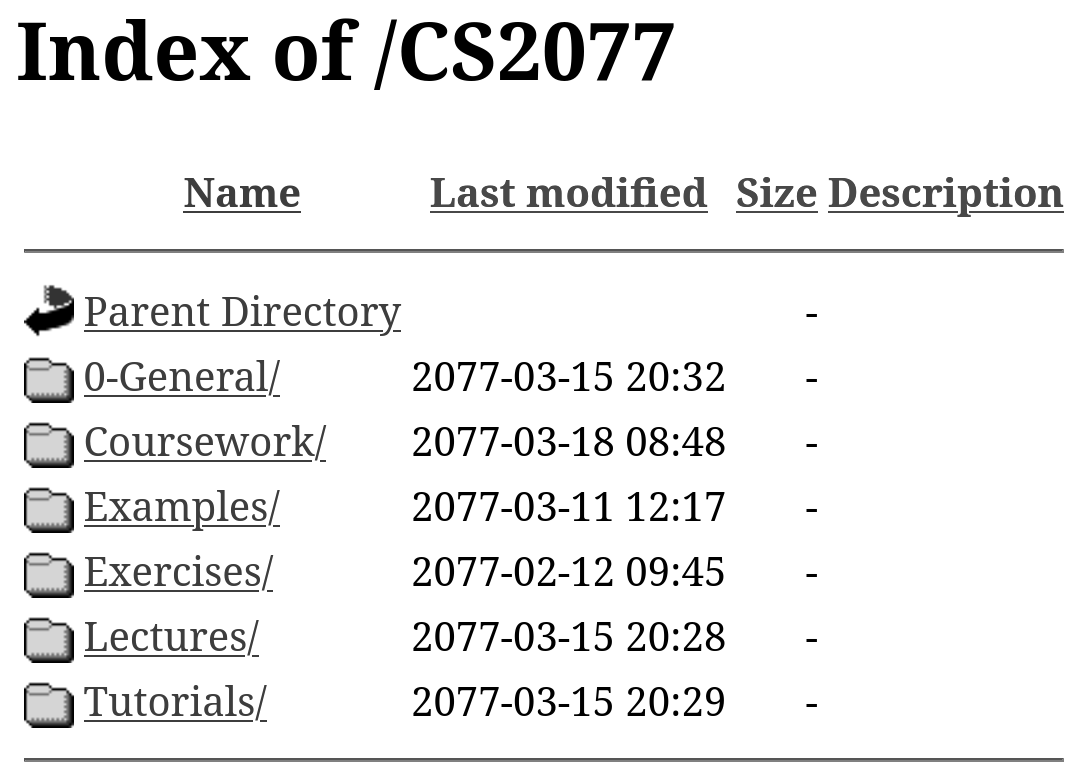 Index of /CS2077
Name Last modified Size Description
Parent Directory -
0-General/ 2077-03-15 20:32 -
Coursework/ 2077-03-18 08:48 -
Examples/ 2077-03-11 12:17 -
Exercises/ 2077-02-12 09:45 -
Lectures/ 2077-03-15 20:28 -
Tutorials/ 2077-03-15 20:29 -